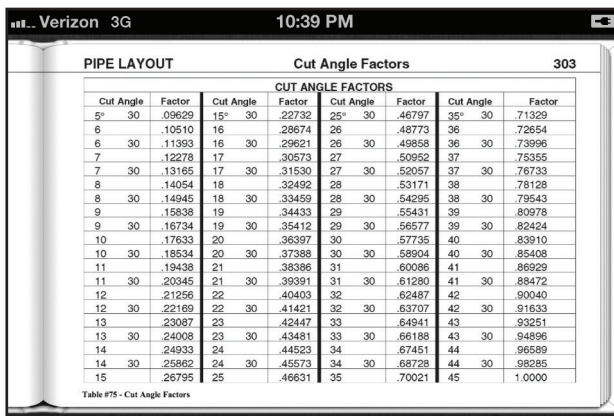 Verizon 3G 10:39 PM
PIPE LAYOUT Cut Angle Factors 303
CUT ANGLE FACTORS
Cut Angle Factor Cut Angle Factor Cut Angle Factor Cut Angle Factor
5° 30 .09629 15° 30 .22732 25° 30 .46797 35° 30 .71329
6 .10510 16 .28674 26 .48773 36 .72654
6 30 .11393 16 30 .29621 26 30 .49858 36 30 .73996
7 .12278 17 .30573 27 .50952 37 .75355
7 30 .13165 17 30 .31530 27 30 .52057 37 30 .76733
8 .14054 18 .32492 28 .53171 38 .78128
8 30 .14945 18 30 .33459 28 30 .54295 38 30 .79543
9 .15838 19 .34433 29 .55431 39 .80978
9 30 .16734 19 30 .35412 29 30 .56577 39 30 .82424
10 .17633 20 .36397 30 .57735 40 .83910
10 30 .18534 20 30 .37388 30 30 .58904 40 30 .85408
11 .19438 21 .38386 31 .60086 41 .86929
11 30 .20345 21 30 .39391 31 30 .61280 41 30 .88472
12 .21256 22 .40403 32 .62487 42 .90040
12 30 .22169 22 30 .41421 32 30 .63707 42 30 .91633
13 .23087 23 .42447 33 .64941 43 .93251
13 30 .24008 23 30 .43481 33 30 .66188 43 30 .94896
14 .24933 24 .44523 34 .67451 44 .96589
14 30 .25862 24 30 .45573 34 30 .68728 44 30 .98285
15 .26795 25 .46631 35 .70021 45 1.0000
Table #75 - Cut Angle Factors